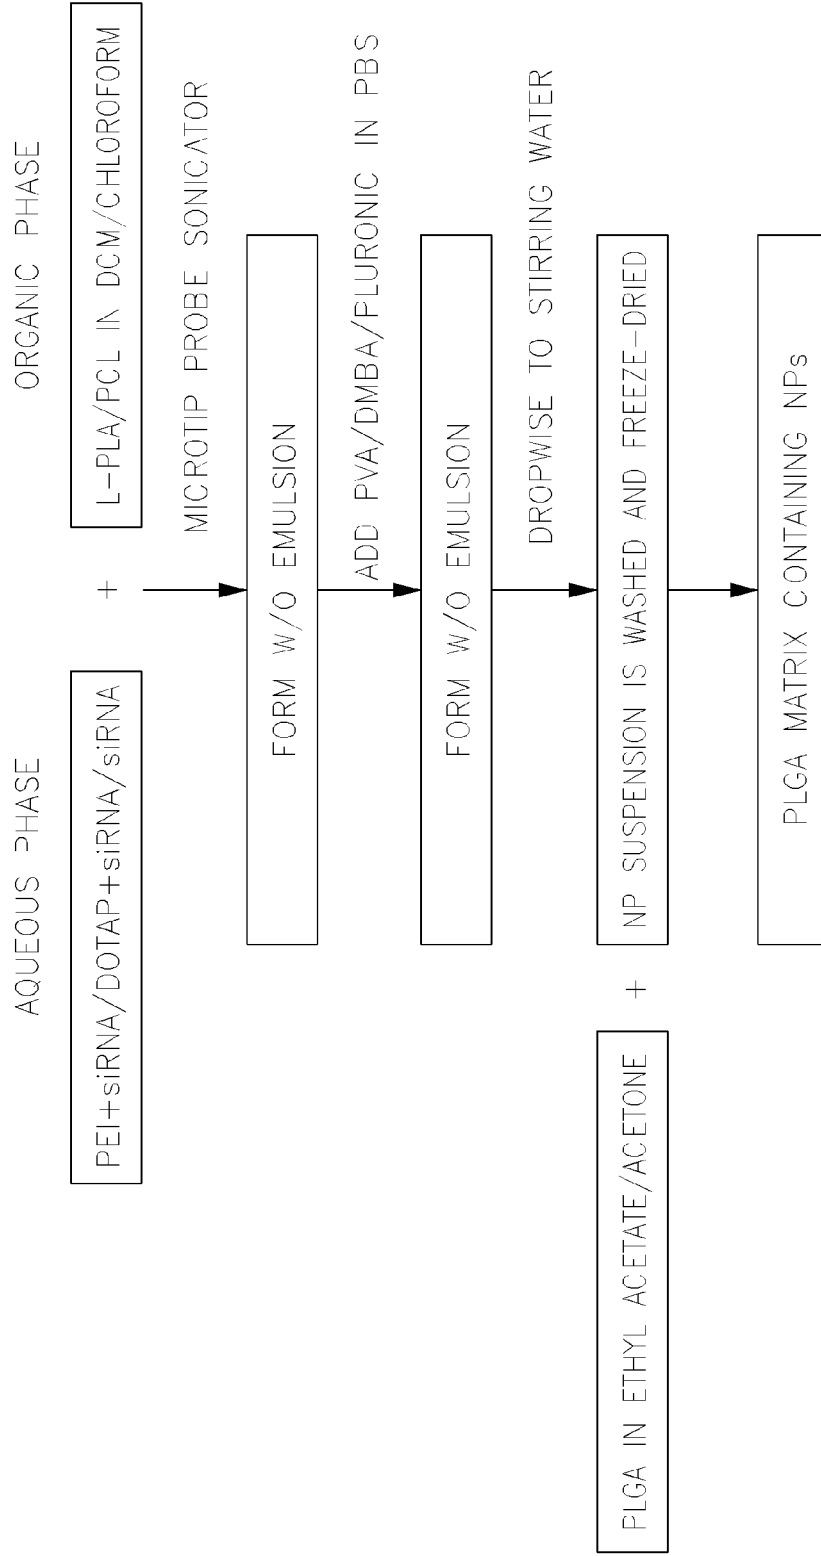 AQUEOUS PHASE
ORGANIC PHASE
PEI+siRNA/DOTAP+siRNA/siRNA
+
L-PLA/PCL IN DCM/CHLOROFORM
MICROTIP PROBE SONICATOR
FORM W/O EMULSION
ADD PVA/DMBA/PLURONIC IN PBS
FORM W/O EMULSION
DROPWISE TO STIRRING WATER
PLGA IN ETHYL ACETATE/ACETONE
+
NP SUSPENSION IS WASHED AND FREEZE-DRIED
PLGA MATRIX CONTAINING NPs